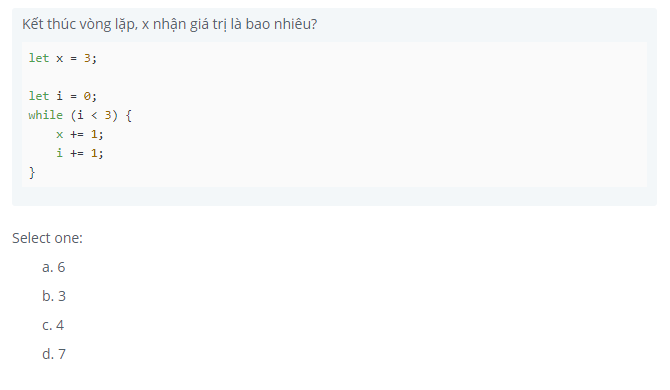 Kết thúc vòng lặp, x nhận giá trị là bao nhiêu?
let x = 3;
let i = 0;
while (i < 3) {
    x += 1;
    i += 1;
}
Select one:
a. 6
b. 3
c. 4
d. 7